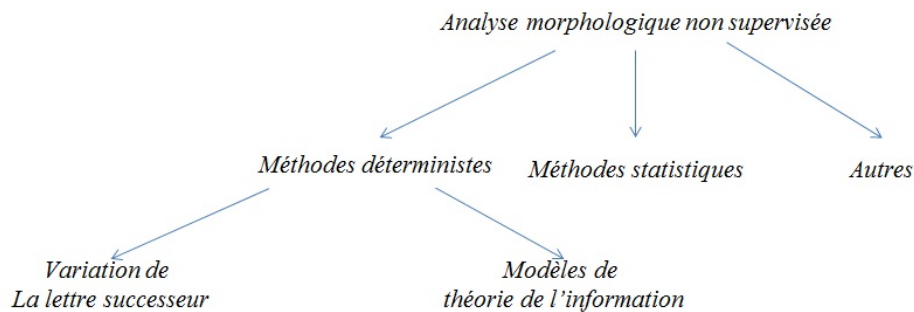 Analyse morphologique non supervisée
Méthodes déterministes
Méthodes statistiques
Autres
Variation de
La lettre successeur
Modèles de
théorie de l'information